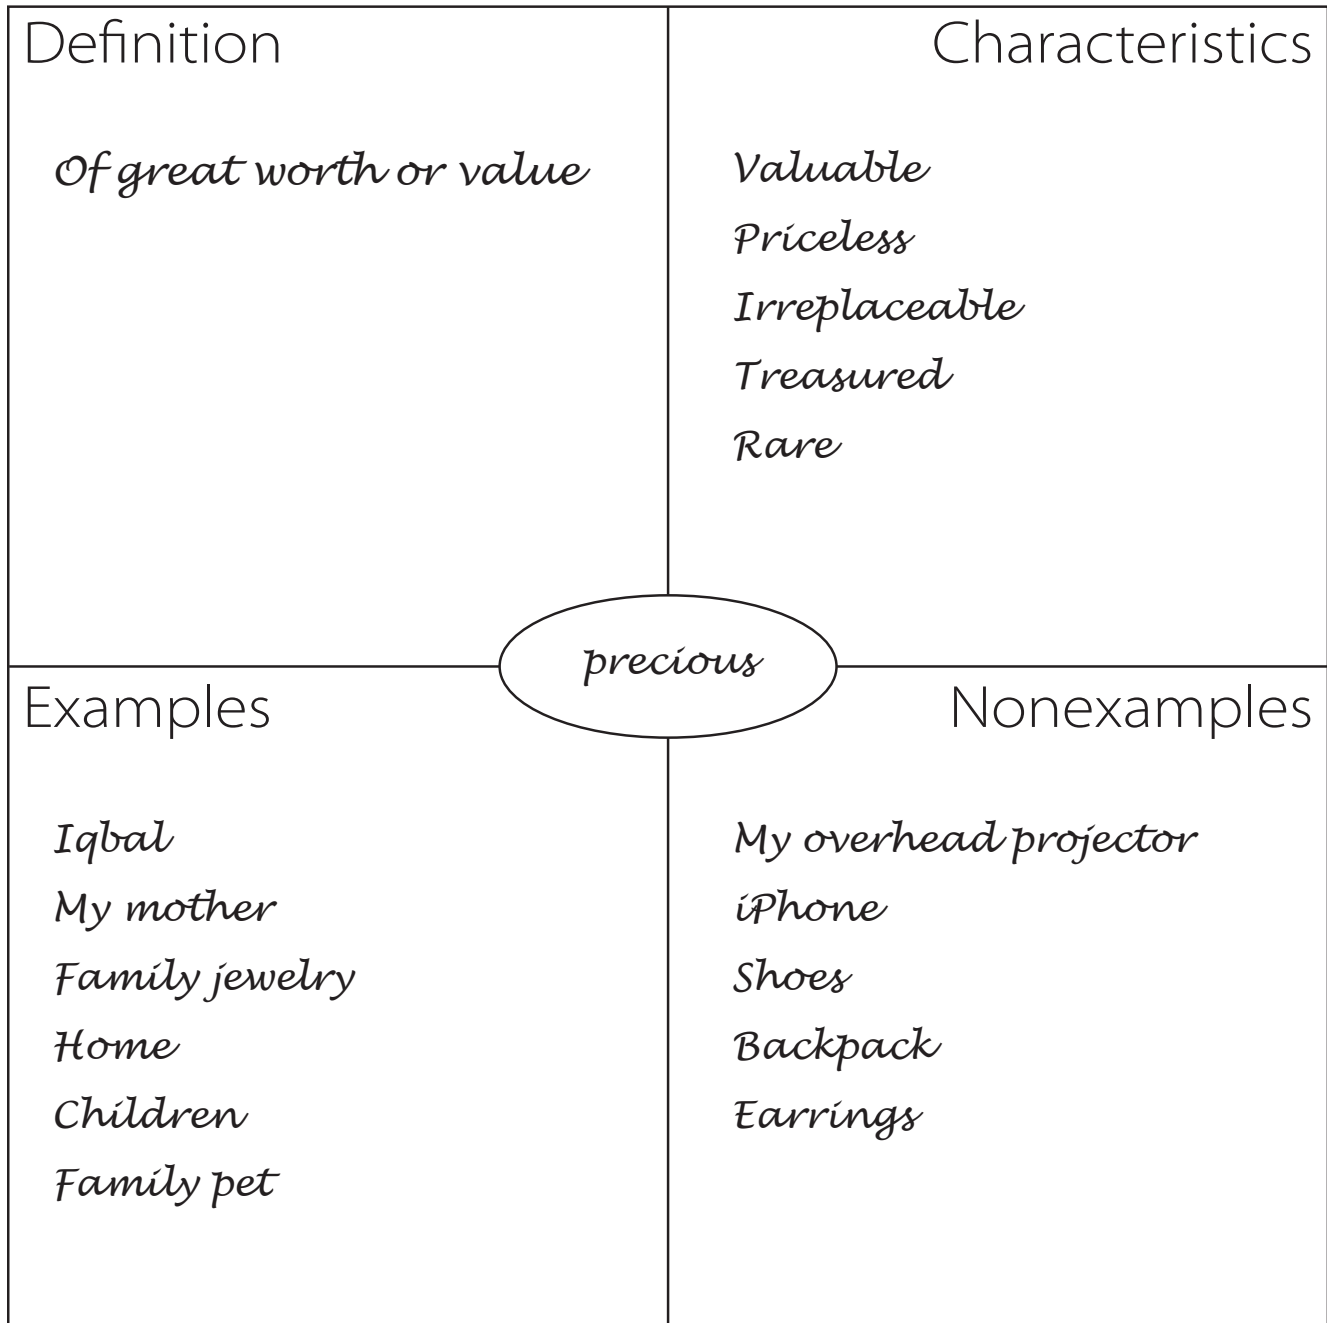 Definition
Of great worth or value
Characteristics
Valuable
Priceless
Irreplaceable
Treasured
Rare
precious
Examples
Iqbal
My mother
Family jewelry
Home
Children
Family pet
Nonexamples
My overhead projector
iPhone
Shoes
Backpack
Earrings